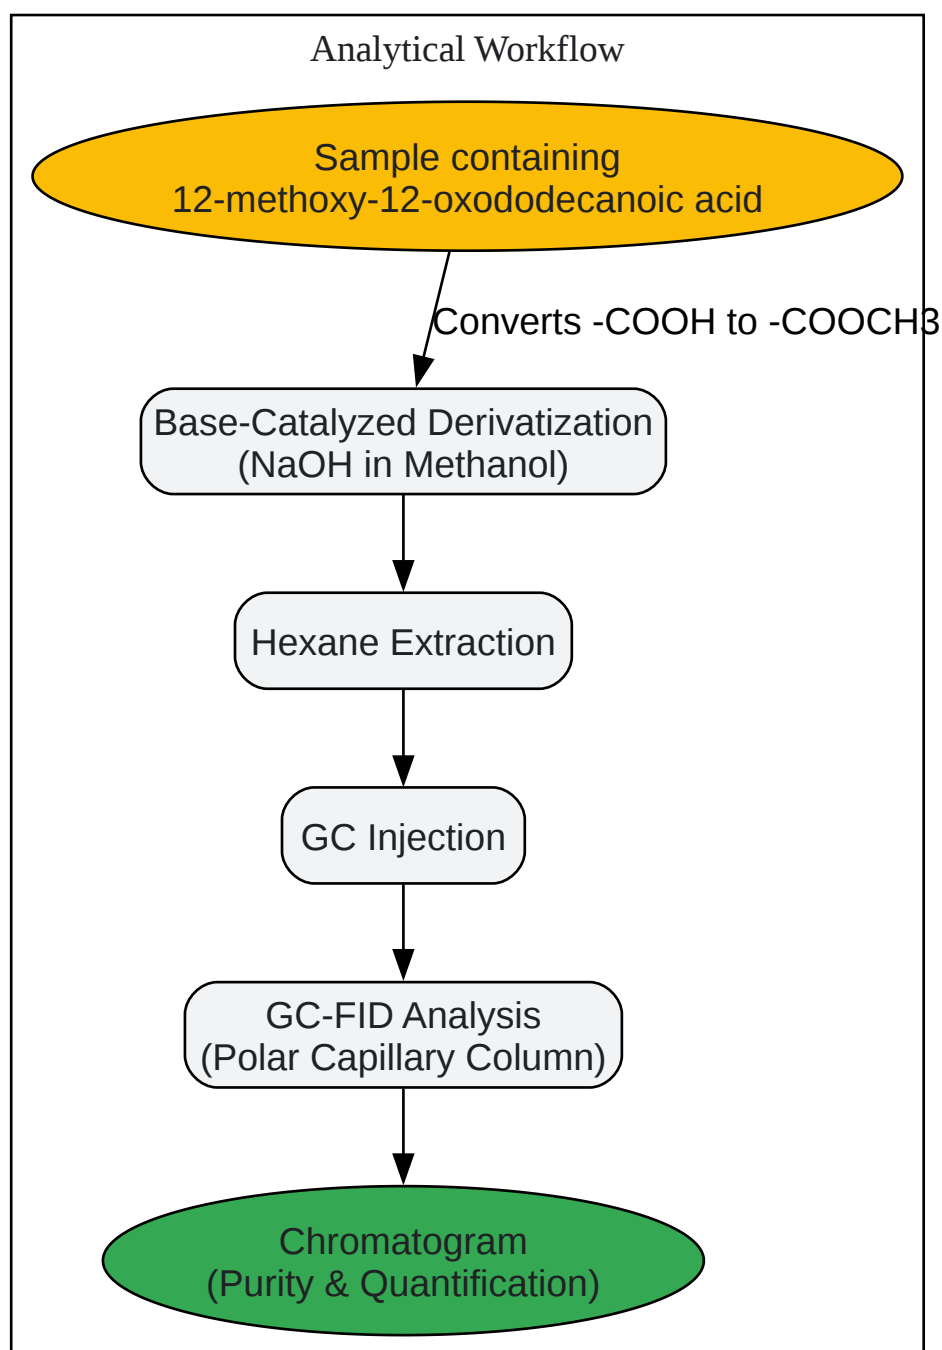 Analytical Workflow
Sample containing
12-methoxy-12-oxododecanoic acid
Converts -COOH to -COOCH3
Base-Catalyzed Derivatization
(NaOH in Methanol)
Hexane Extraction
GC Injection
GC-FID Analysis
(Polar Capillary Column)
Chromatogram
(Purity & Quantification)